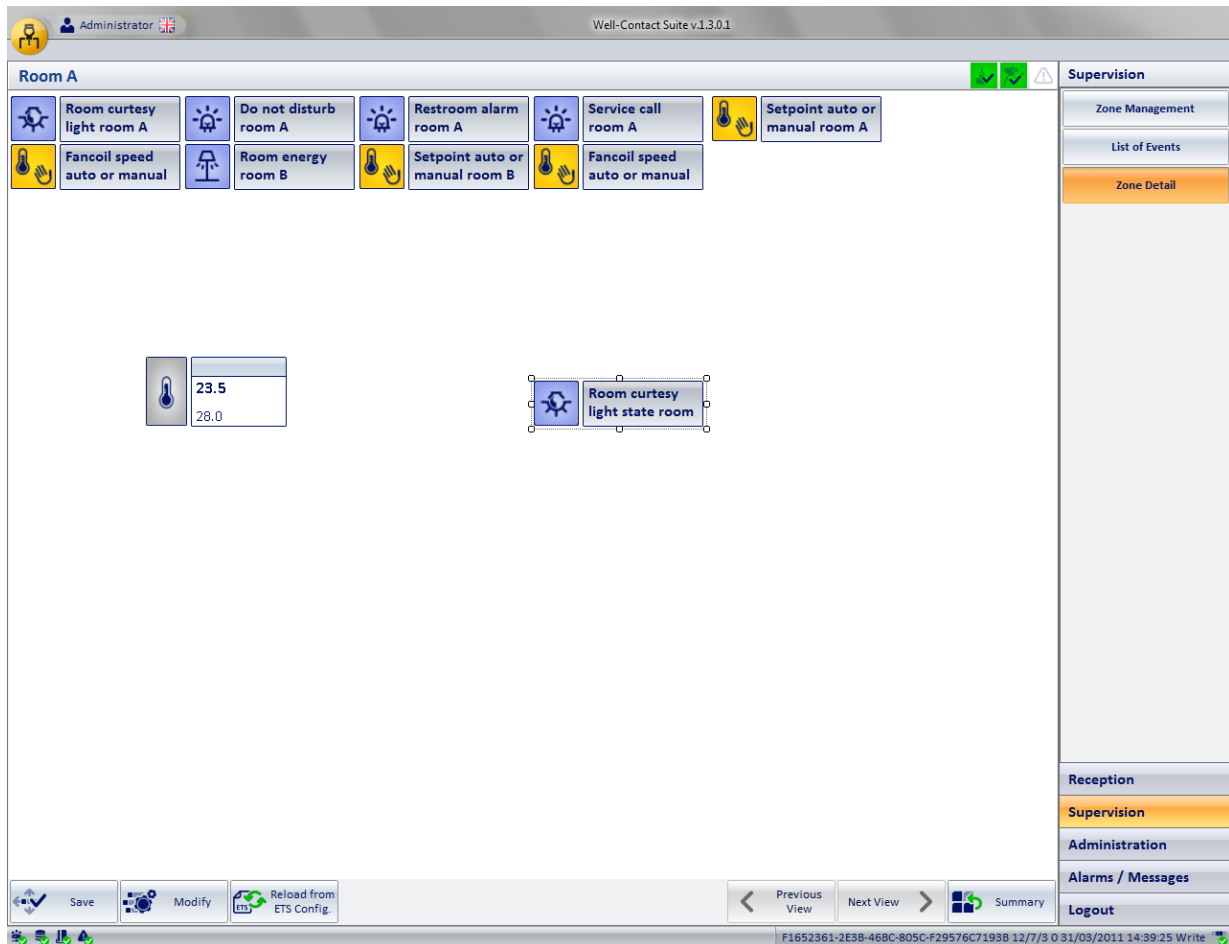 Administrator
Well-Contact Suite v.1.3.0.1
Room A
Supervision
Room curtesy
light room A
Do not disturb
room A
Restroom alarm
room A
Service call
room A
Setpoint auto or
manual room A
Fancoil speed
auto or manual
Room energy
room B
Setpoint auto or
manual room B
Fancoil speed
auto or manual
Zone Management
List of Events
Zone Detail
23.5
28.0
Room curtesy
light state room
Reception
Supervision
Administration
Alarms / Messages
Logout
Save
Modify
ETS
Reload from
ETS Config.
Previous
View
Next View
Summary
F1652361-2E3B-46BC-805C-F29576C7193B 12/7/3 0 31/03/2011 14:39:25 Write